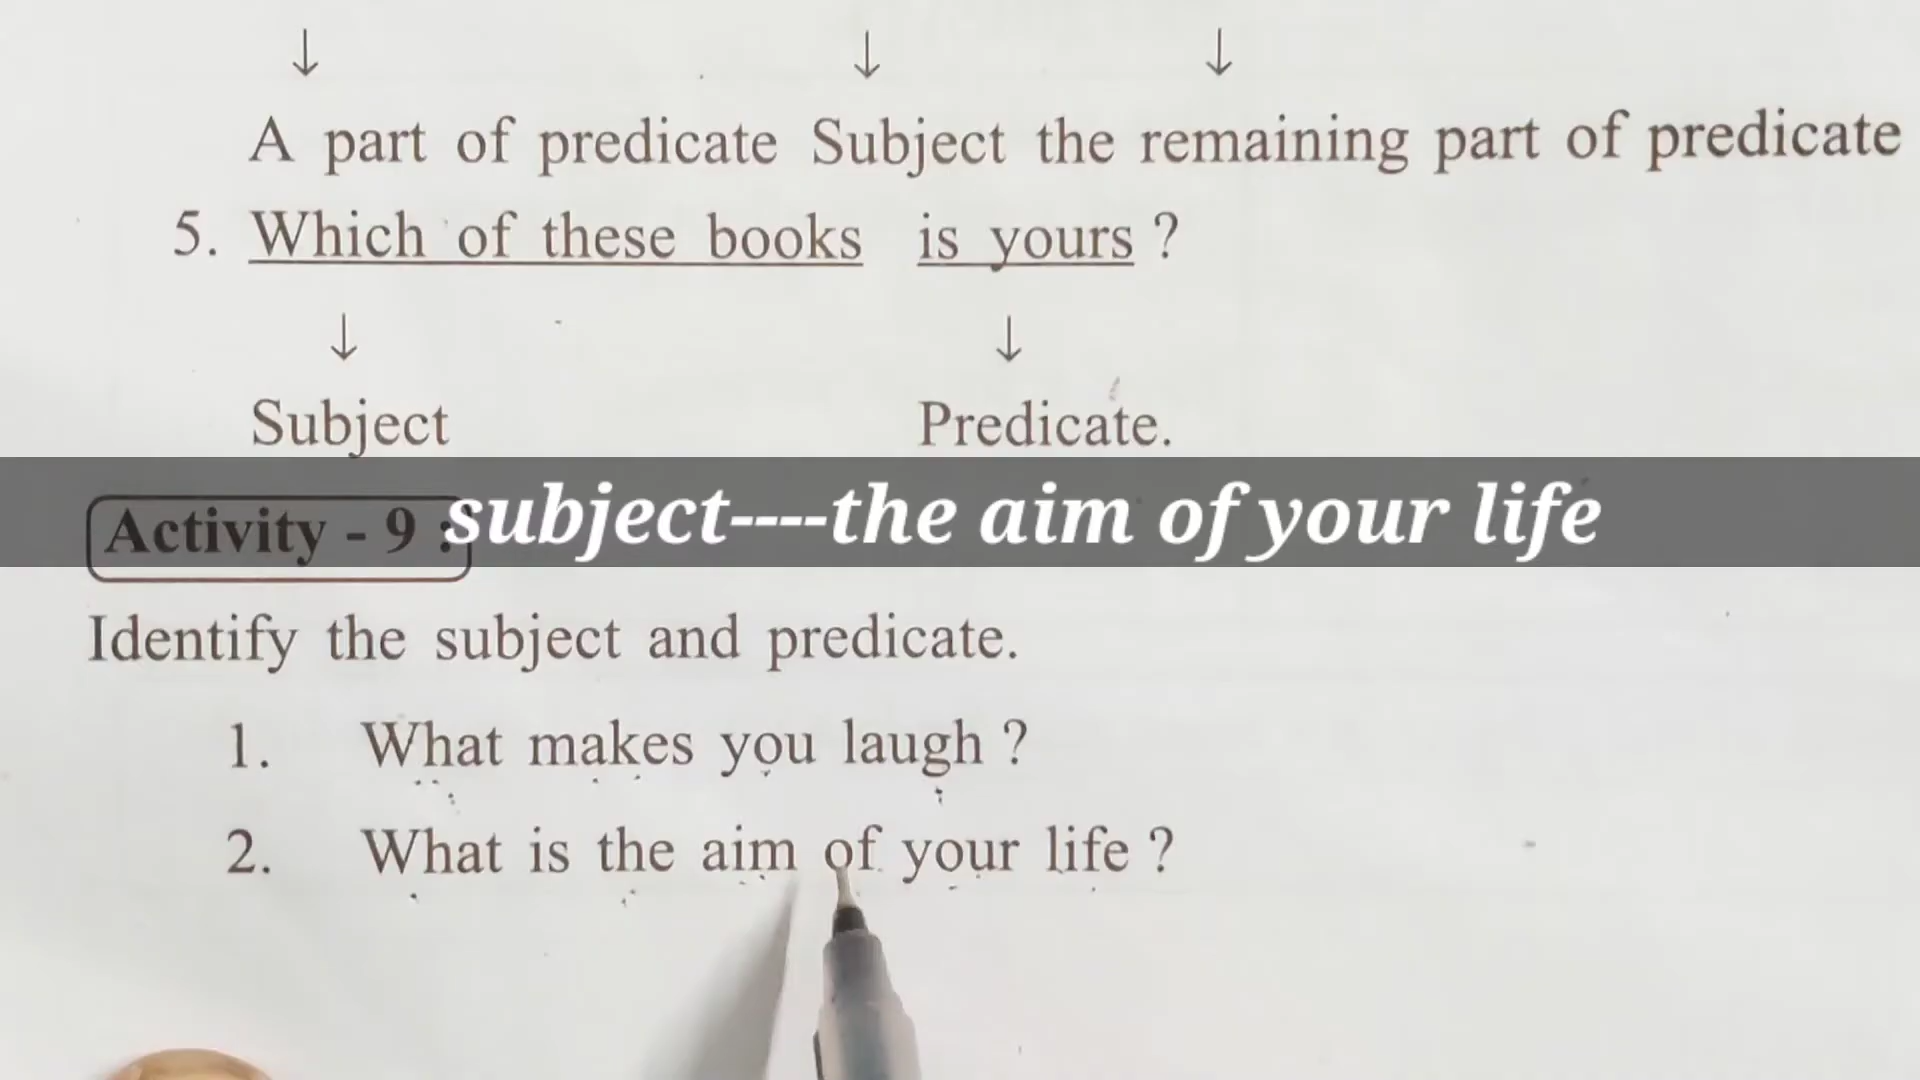 ↓ ↓ ↓
A part of predicate Subject the remaining part of predicate
5. Which of these books is yours ?
↓ ↓
Subject Predicate.
subject----the aim of your life
Activity - 9 :
Identify the subject and predicate.
1. What makes you laugh ?
2. What is the aim of your life ?